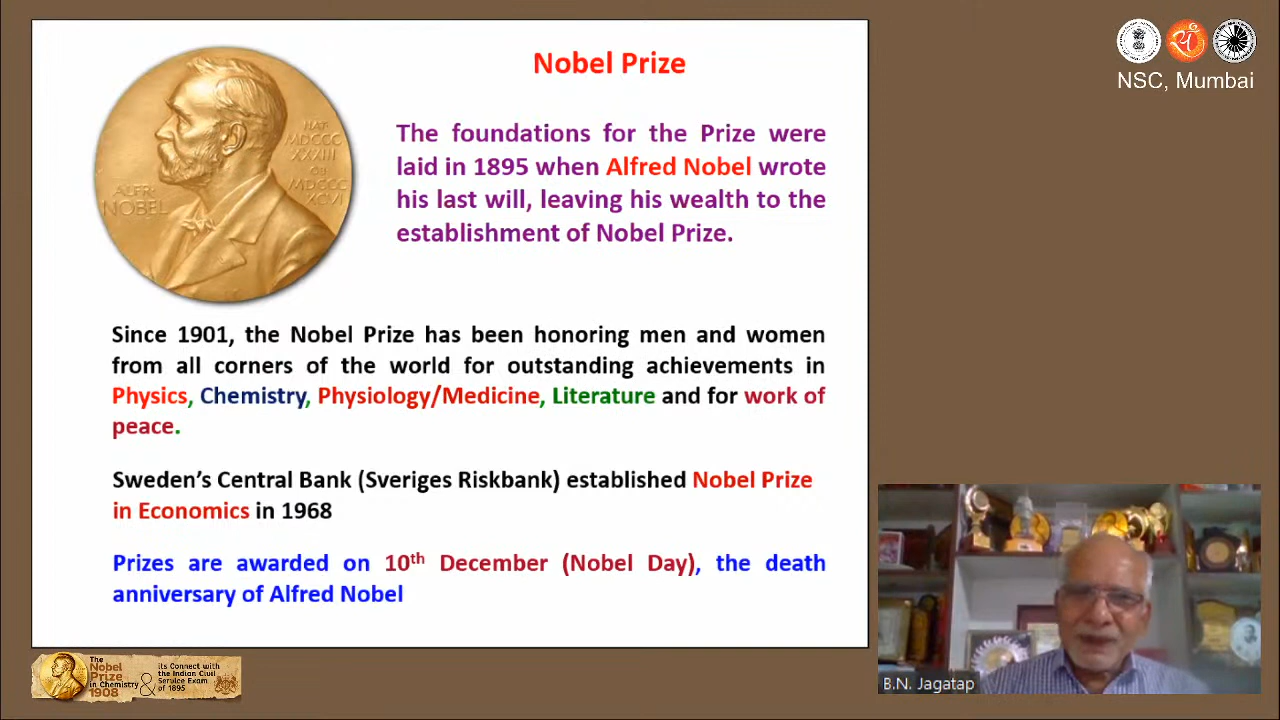 Nobel Prize
ALFR:
NOBEL
NAT:
MDCCC
XXXIII
OB
MDCCC
XCVI
The foundations for the Prize were
laid in 1895 when Alfred Nobel wrote
his last will, leaving his wealth to the
establishment of Nobel Prize.
Since 1901, the Nobel Prize has been honoring men and women
from all corners of the world for outstanding achievements in
Physics, Chemistry, Physiology/Medicine, Literature and for work of
peace.
Sweden's Central Bank (Sveriges Riskbank) established Nobel Prize
in Economics in 1968
Prizes are awarded on 10th December (Nobel Day), the death
anniversary of Alfred Nobel
NSC, Mumbai
B.N. Jagatap
The
Nobel
Prize
in Chemistry
1908
&
its Connect with
the Indian Civil
Service Exam
of 1895